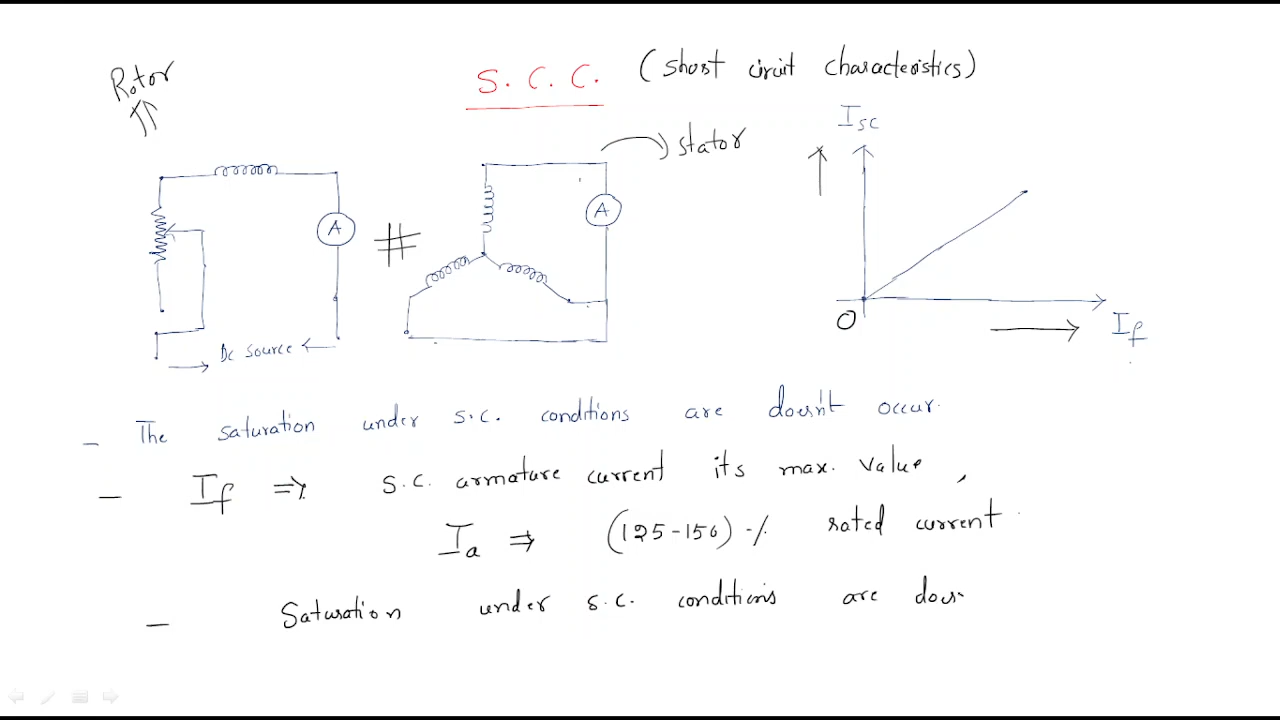 Rotor
S. C. C. (short circuit characteristics)
Isc
stator
A
A
#
O
If
Dc source
- The saturation under s.c. conditions are doesn't occur.
- If ⇒ s.c. armature current its max. value,
Ia ⇒ (125-150) % rated current.
- Saturation under s.c. conditions are does